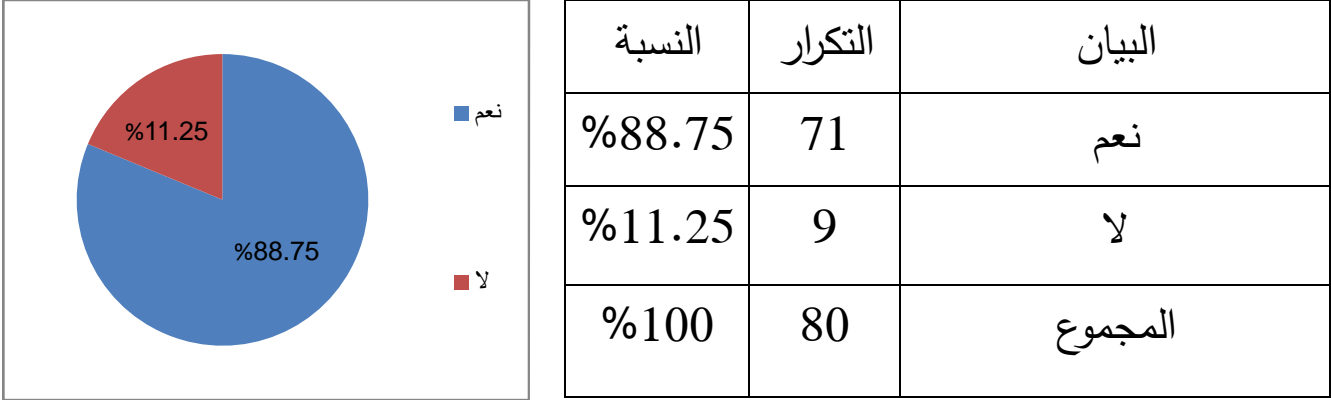 البيان التكرار النسبة
نعم 71 %88.75
لا 9 %11.25
المجموع 80 %100
%11.25
%88.75
نعم
لا